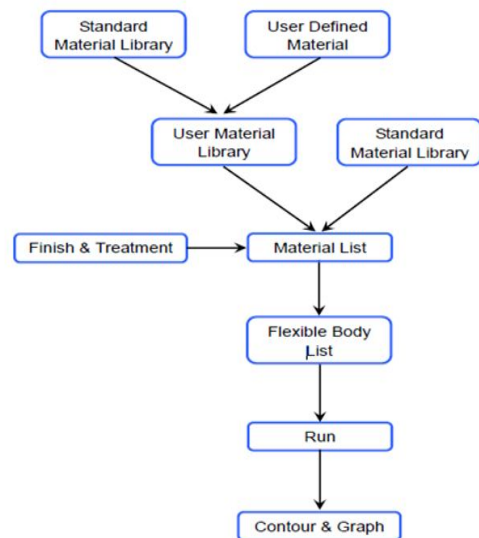 Standard
Material Library
User Defined
Material
User Material
Library
Standard
Material Library
Finish & Treatment
Material List
Flexible Body
List
Run
Contour & Graph